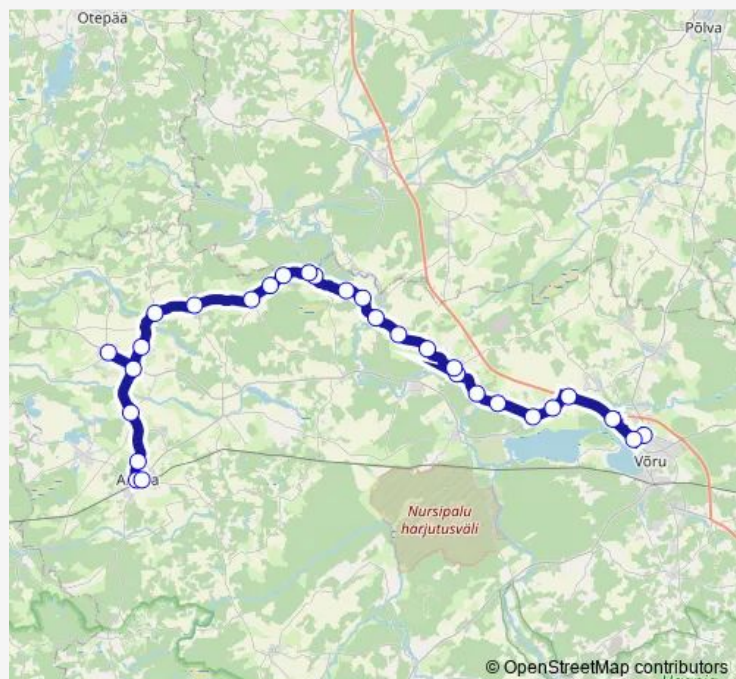 Otepää
Põlva
Võru
Nursipalu
harjutusväli
© OpenStreetMap contributors